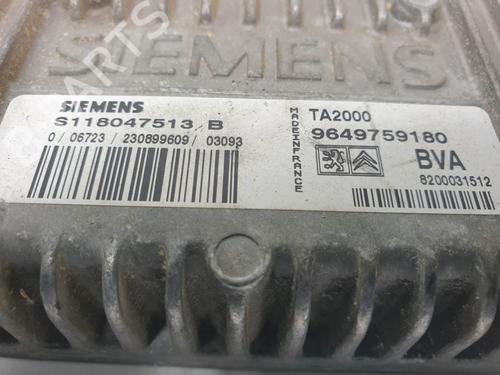 SIEMENS
SIEMENS
S118047513 B
0 / 06723 / 230899609 / 03093
MADE IN FRANCE
TA2000
9649759180
BVA
8200031512